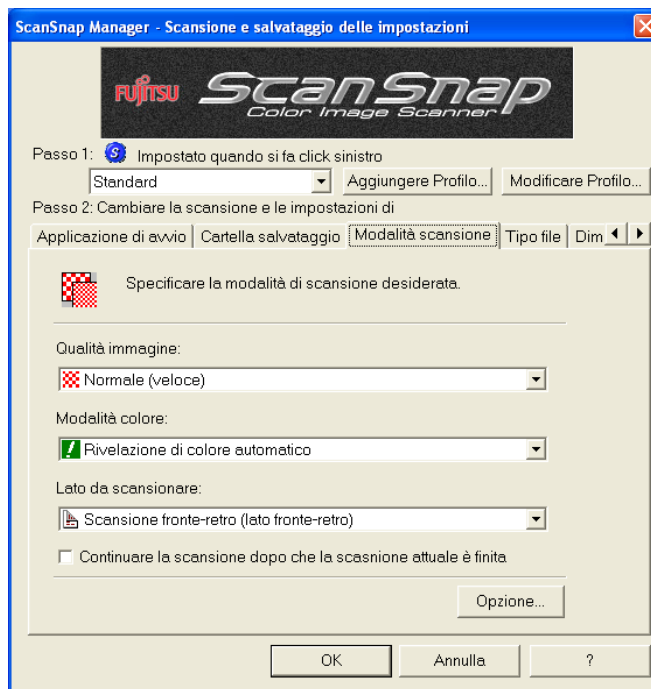 ScanSnap Manager - Scansione e salvataggio delle impostazioni
FUJITSU ScanSnap
Color Image Scanner
Passo 1: S Impostato quando si fa click sinistro
Standard Aggiungere Profilo... Modificare Profilo...
Passo 2: Cambiare la scansione e le impostazioni di
Applicazione di avvio Cartella salvataggio Modalità scansione Tipo file Dim
Specificare la modalità di scansione desiderata.
Qualità immagine:
Normale (veloce)
Modalità colore:
Rivelazione di colore automatico
Lato da scansionare:
Scansione fronte-retro (lato fronte-retro)
Continuare la scansione dopo che la scasnione attuale è finita
Opzione...
OK Annulla ?